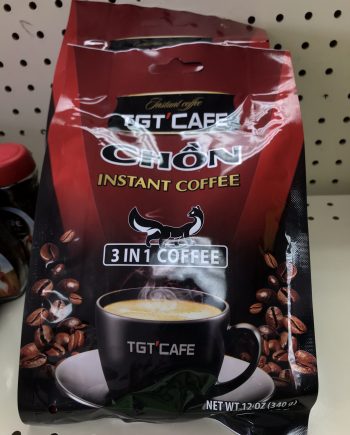 Instant coffee
TGT'CAFE
CHỒN
INSTANT COFFEE
3 IN 1 COFFEE
TGT'CAFE
NET WT. 12 OZ (340 g)